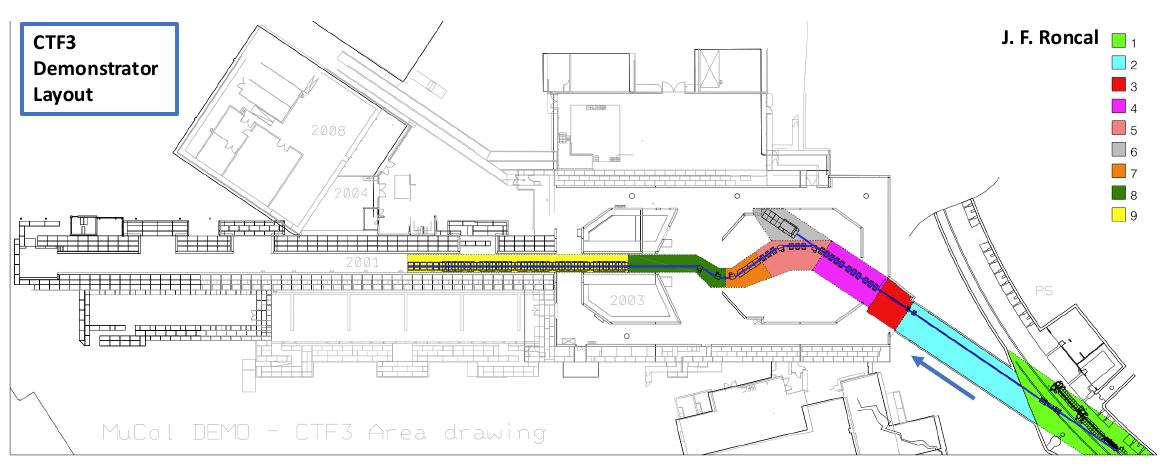 CTF3
Demonstrator
Layout
J. F. Roncal
1
2
3
4
5
6
7
8
9
2008
2004
2001
2003
PS
MuCol DEMO - CTF3 Area drawing